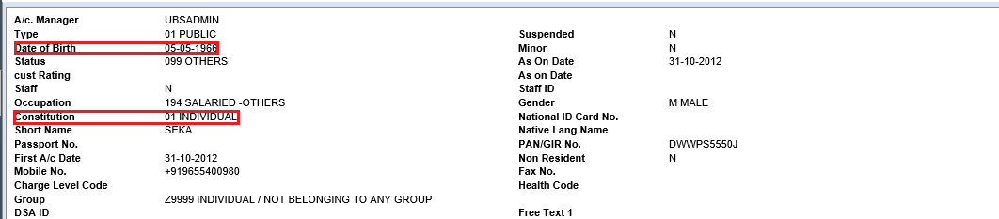 A/c. Manager UBSADMIN
Type 01 PUBLIC Suspended N
Date of Birth 05-05-1966 Minor N
Status 099 OTHERS As On Date 31-10-2012
cust Rating As on Date
Staff N Staff ID
Occupation 194 SALARIED -OTHERS Gender M MALE
Constitution 01 INDIVIDUAL National ID Card No.
Short Name SEKA Native Lang Name
Passport No. PAN/GIR No. DWWPS5550J
First A/c Date 31-10-2012 Non Resident N
Mobile No. +919655400980 Fax No.
Charge Level Code Health Code
Group Z9999 INDIVIDUAL / NOT BELONGING TO ANY GROUP
DSA ID Free Text 1